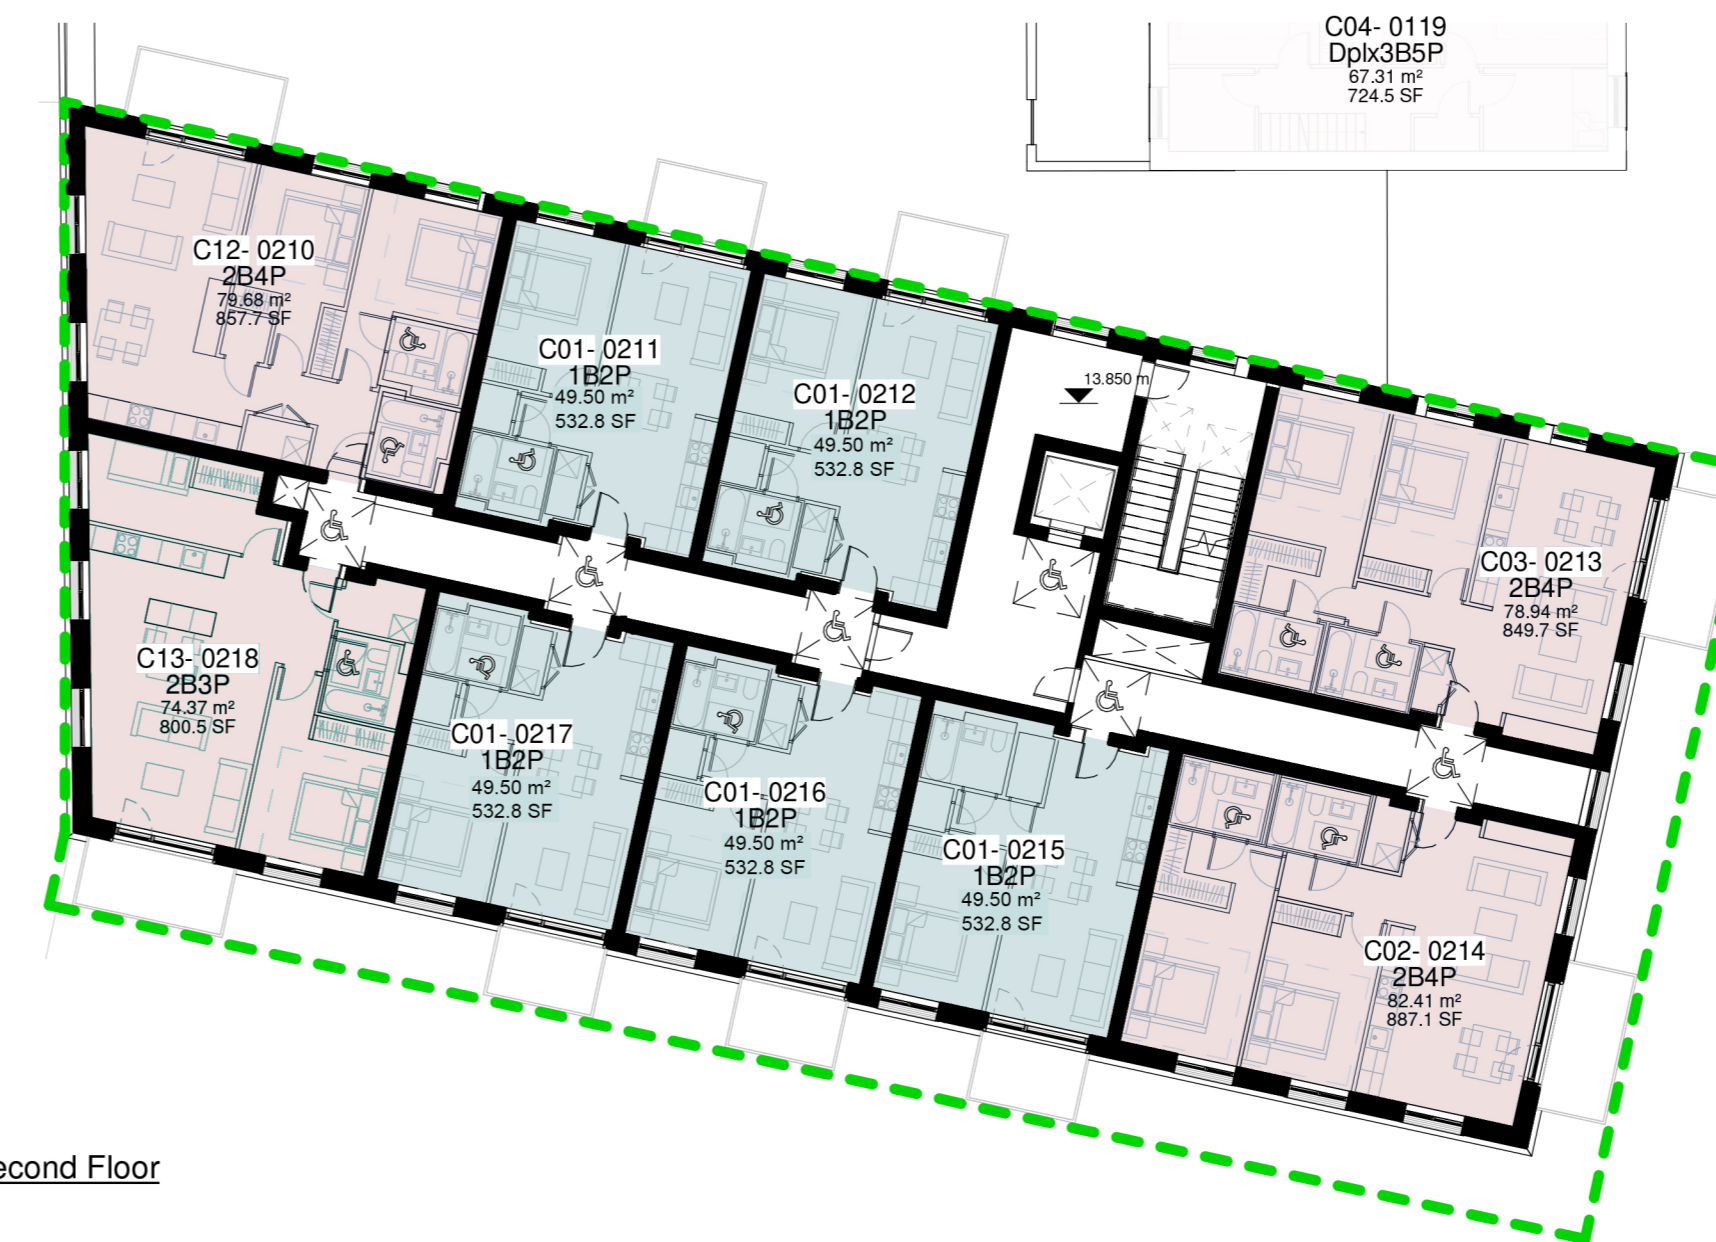 C04- 0119
Dplx3B5P
67.31 m²
724.5 SF
C12- 0210
2B4P
79.68 m²
857.7 SF
C01- 0211
1B2P
49.50 m²
532.8 SF
C01- 0212
1B2P
49.50 m²
532.8 SF
13.850 m
C03- 0213
2B4P
78.94 m²
849.7 SF
C13- 0218
2B3P
74.37 m²
800.5 SF
C01- 0217
1B2P
49.50 m²
532.8 SF
C01- 0216
1B2P
49.50 m²
532.8 SF
C01- 0215
1B2P
49.50 m²
532.8 SF
C02- 0214
2B4P
82.41 m²
887.1 SF
econd Floor